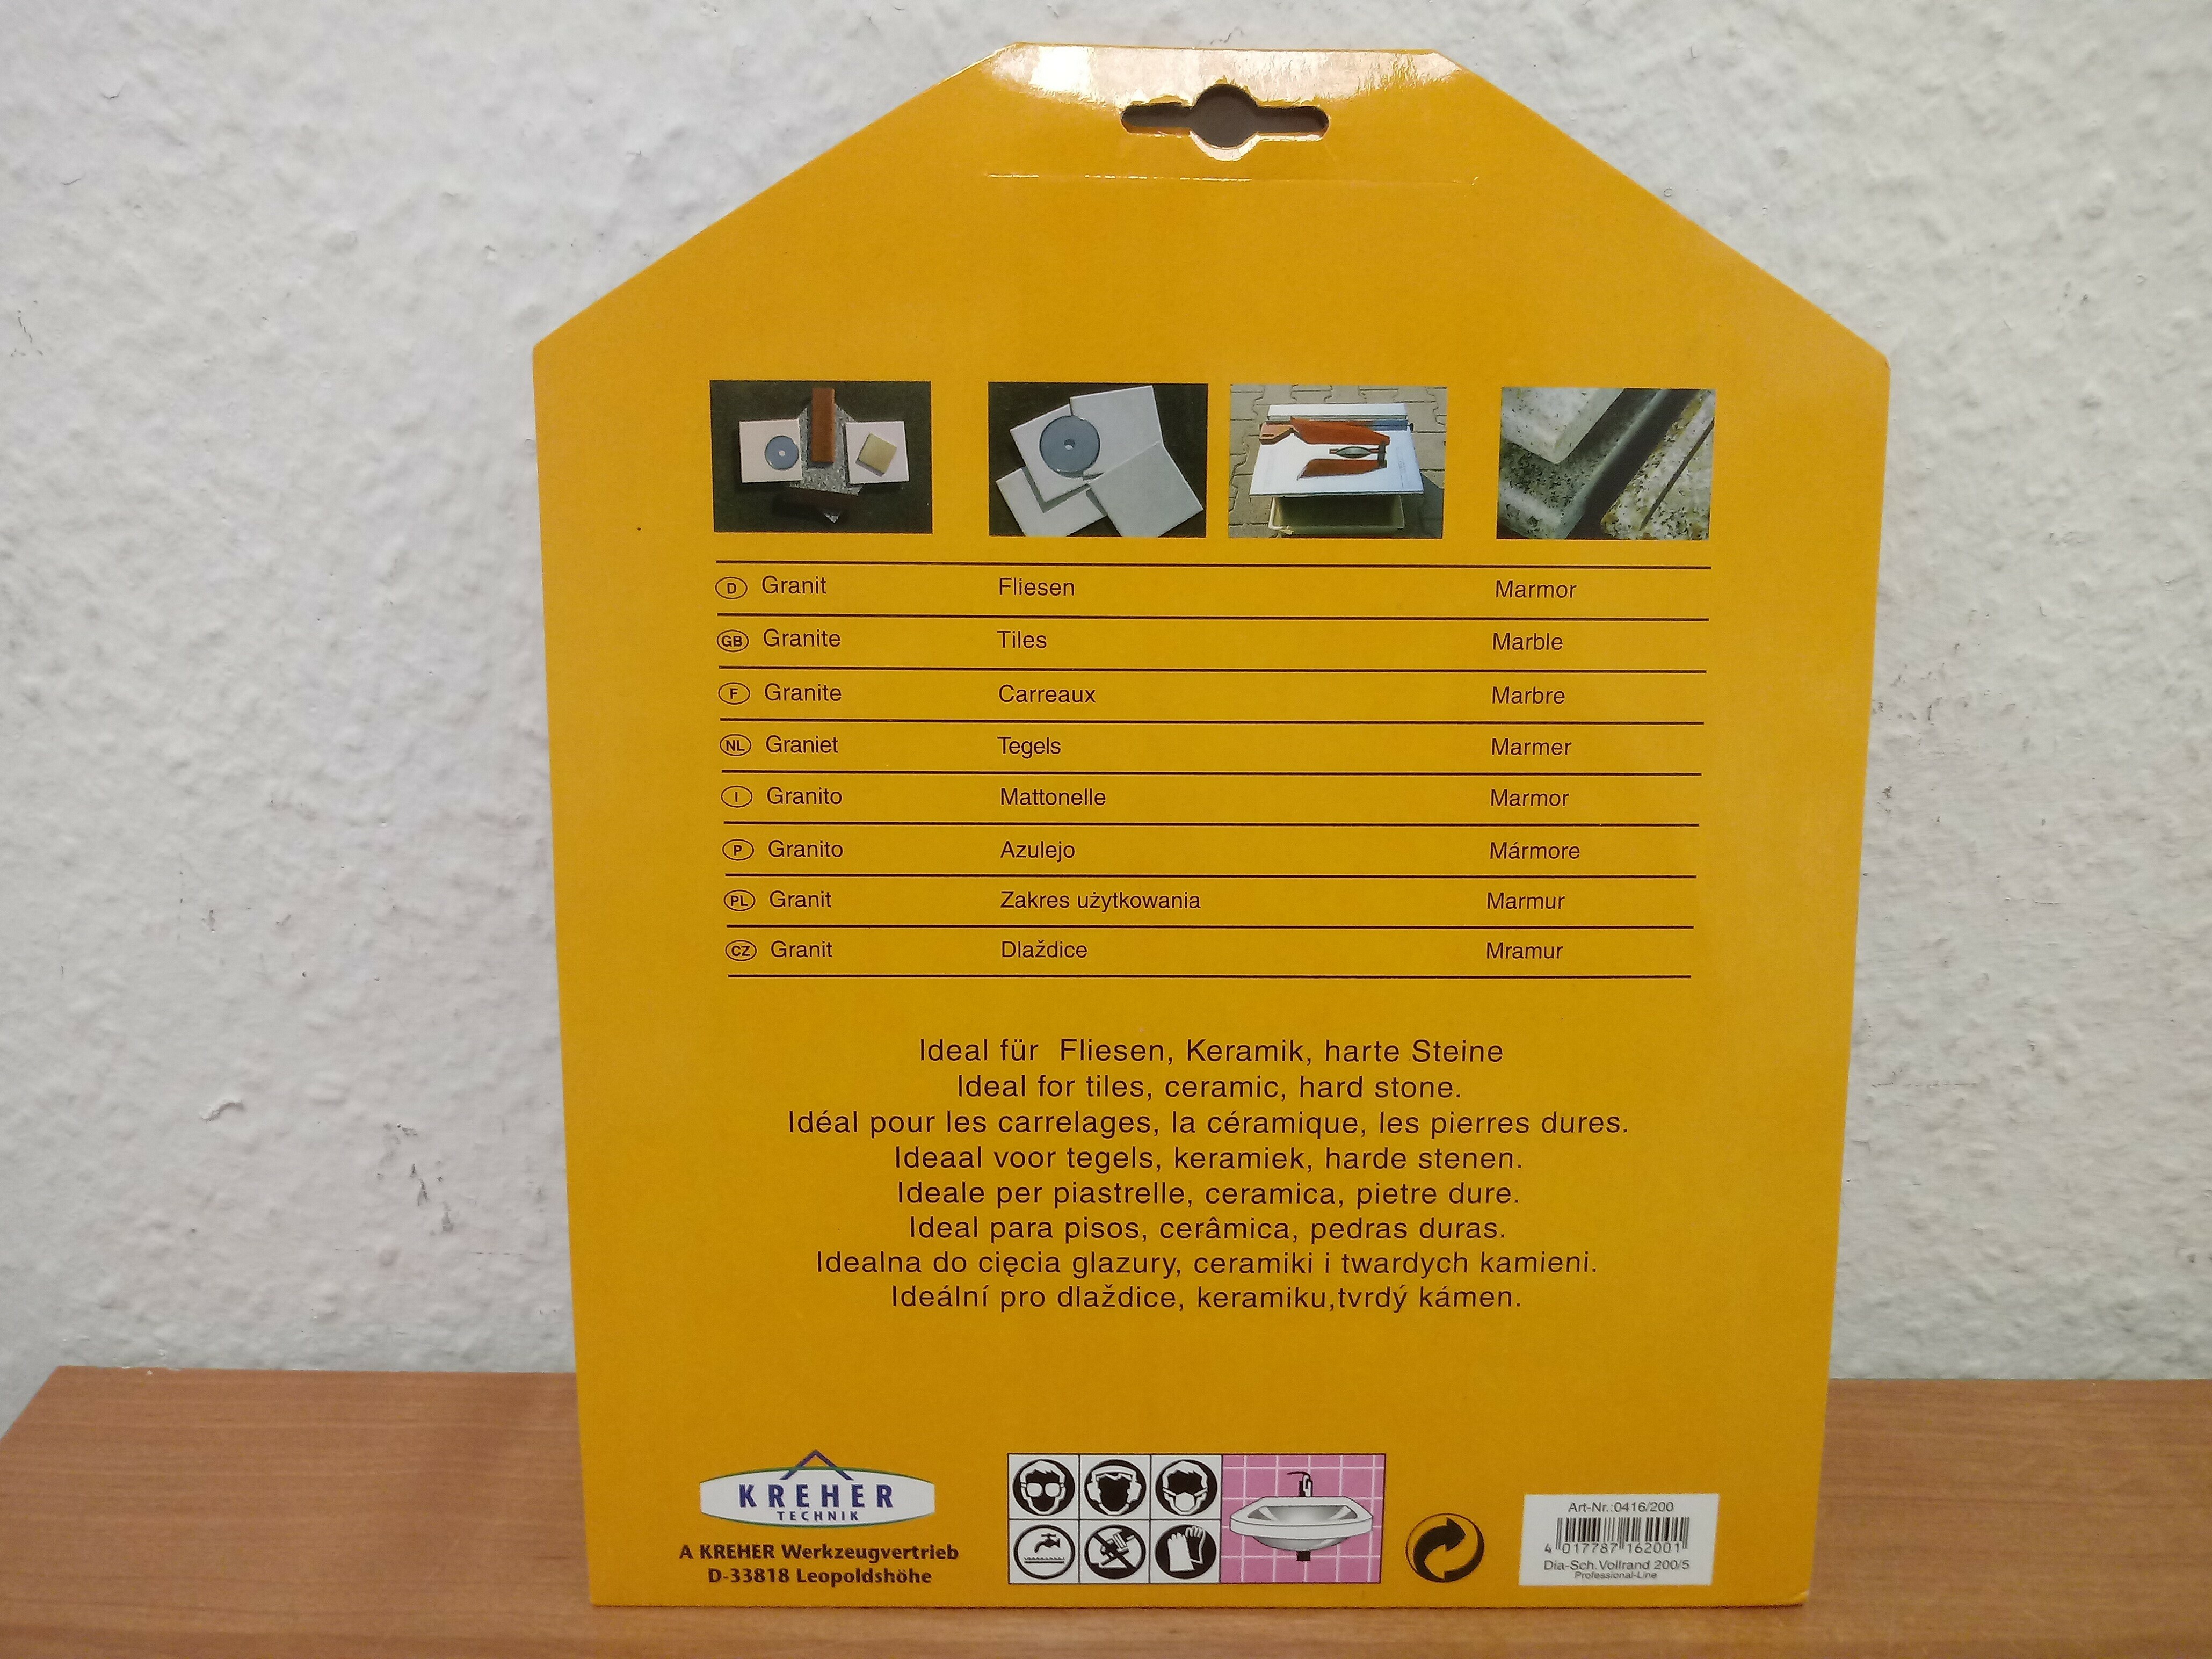 D Granit Fliesen Marmor
GB Granite Tiles Marble
F Granite Carreaux Marbre
NL Graniet Tegels Marmer
I Granito Mattonelle Marmor
P Granito Azulejo Mármore
PL Granit Zakres użytkowania Marmur
CZ Granit Dlaždice Mramur
Ideal für Fliesen, Keramik, harte Steine
Ideal for tiles, ceramic, hard stone.
Idéal pour les carrelages, la céramique, les pierres dures.
Ideaal voor tegels, keramiek, harde stenen.
Ideale per piastrelle, ceramica, pietre dure.
Ideal para pisos, cerâmica, pedras duras.
Idealna do cięcia glazury, ceramiki i twardych kamieni.
Ideální pro dlaždice, keramiku,tvrdý kámen.
KREHER
TECHNIK
A KREHER Werkzeugvertrieb
D-33818 Leopoldshöhe
Art-Nr.:0416/200
4 017787 162001
Dia-Sch.Vollrand 200/5
Professional-Line